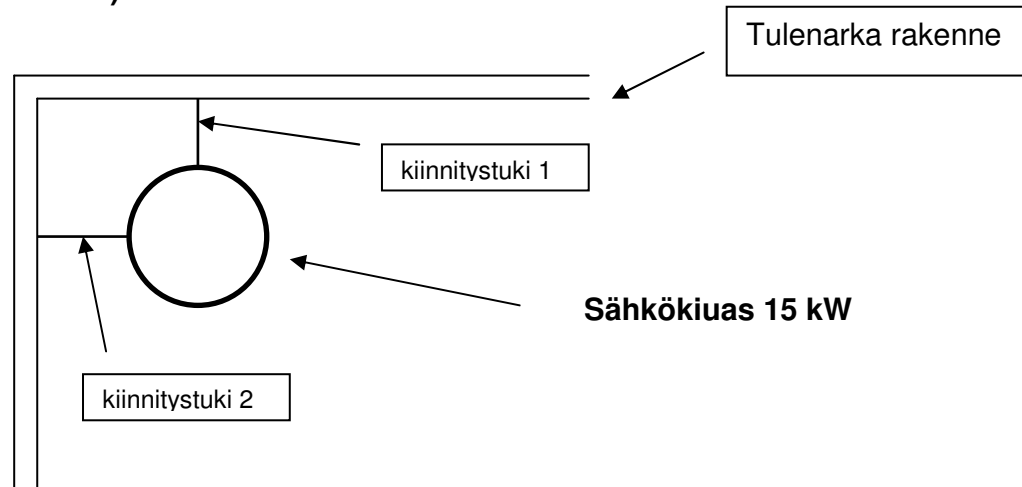 Tulenarka rakenne
kiinnitystuki 1
Sähkökiuas 15 kW
kiinnitystuki 2